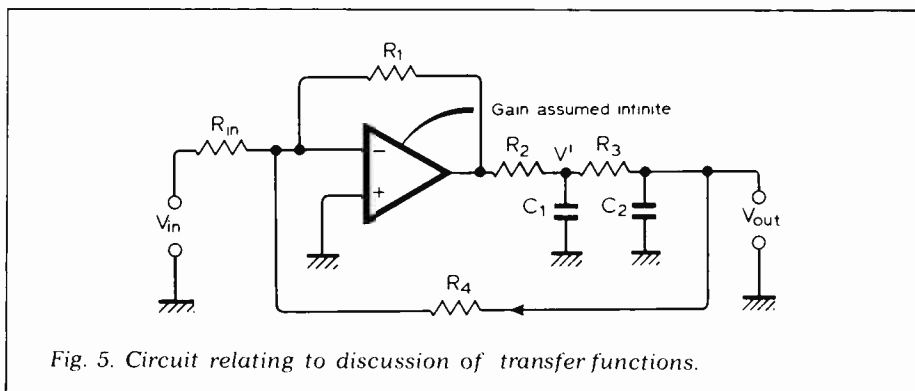 R1
Gain assumed infinite
Rin
R2
V'
R3
−
+
C1
C2
Vin
Vout
R4
Fig. 5. Circuit relating to discussion of transfer functions.